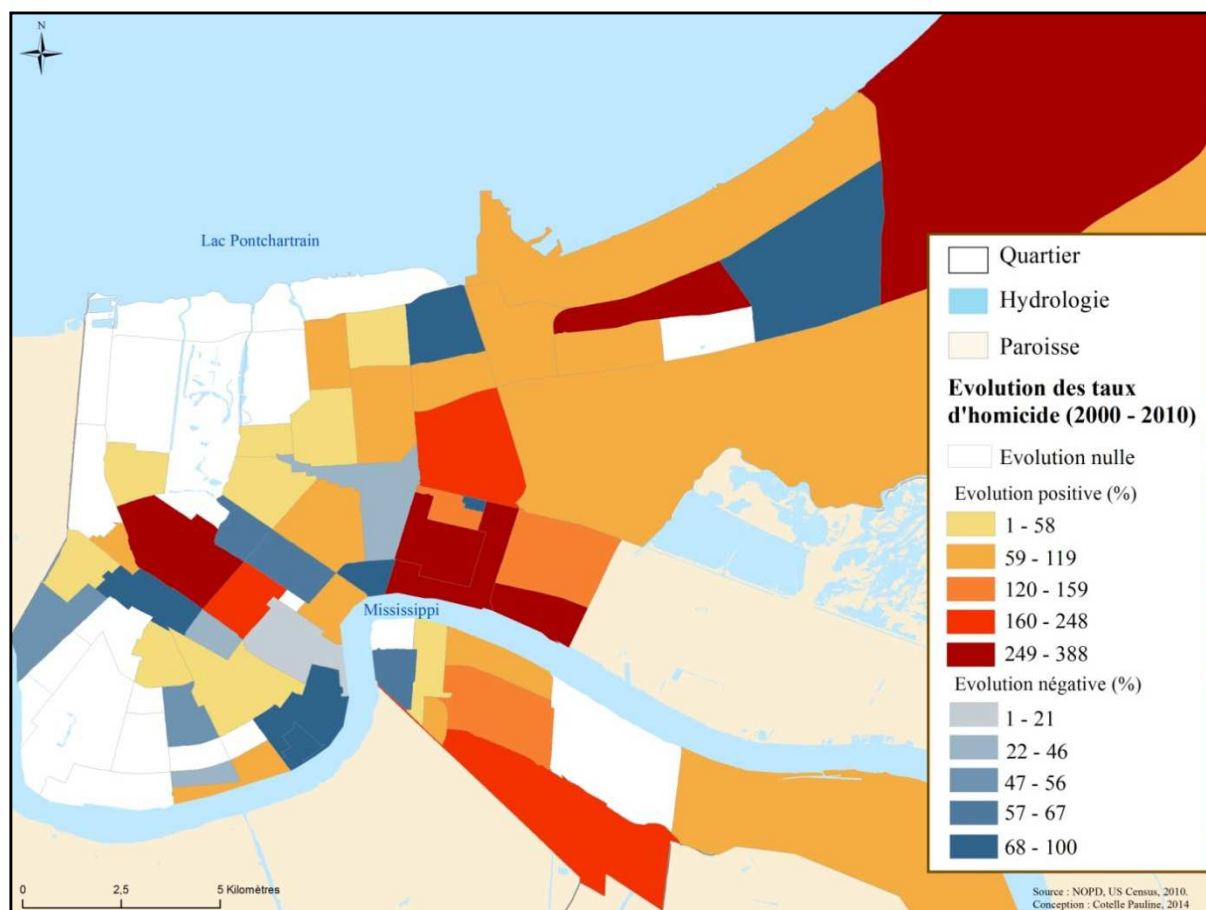 N
Lac Pontchartrain
Mississippi
Quartier
Hydrologie
Paroisse
Evolution des taux
d'homicide (2000 - 2010)
Evolution nulle
Evolution positive (%)
1 - 58
59 - 119
120 - 159
160 - 248
249 - 388
Evolution négative (%)
1 - 21
22 - 46
47 - 56
57 - 67
68 - 100
0 2,5 5 Kilomètres
Source : NOPD, US Census, 2010.
Conception : Cotelle Pauline, 2014